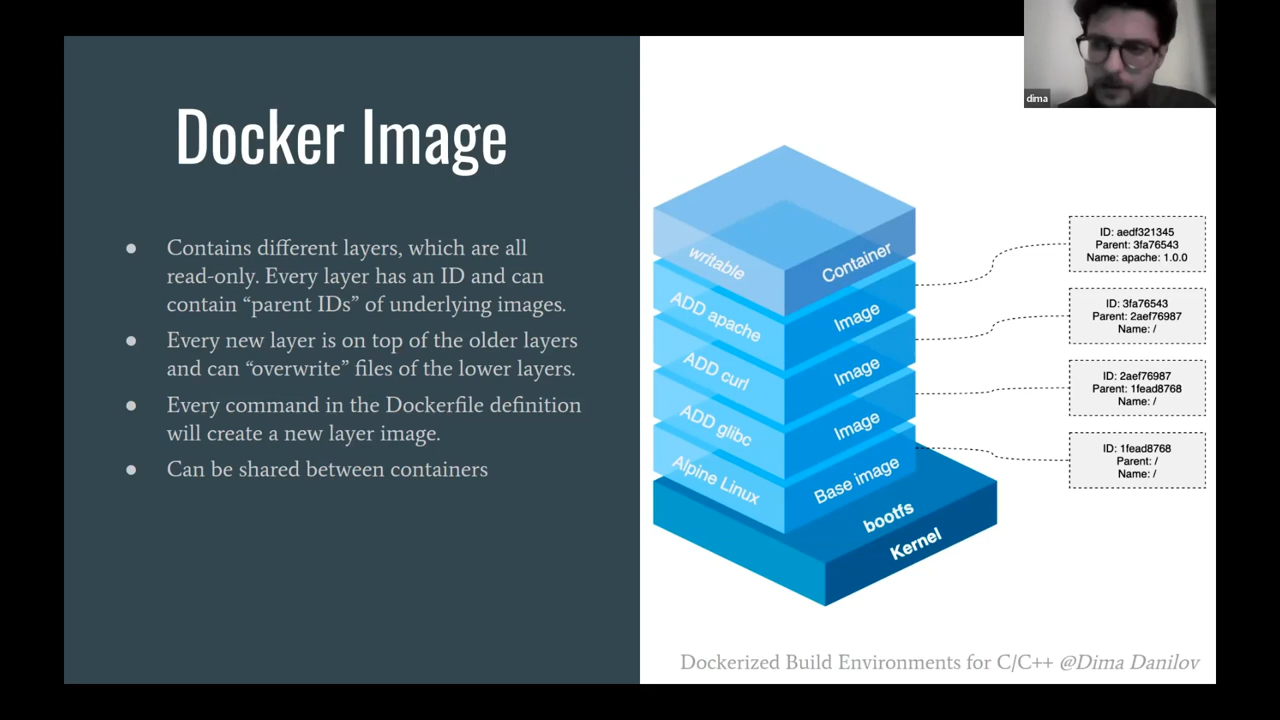 dima
Docker Image
● Contains different layers, which are all
read-only. Every layer has an ID and can
contain “parent IDs” of underlying images.
● Every new layer is on top of the older layers
and can “overwrite” files of the lower layers.
● Every command in the Dockerfile definition
will create a new layer image.
● Can be shared between containers
writable
Container
ADD apache
Image
ADD curl
Image
ADD glibc
Image
Alpine Linux
Base image
bootfs
Kernel
ID: aedf321345
Parent: 3fa76543
Name: apache: 1.0.0
ID: 3fa76543
Parent: 2aef76987
Name: /
ID: 2aef76987
Parent: 1fead8768
Name: /
ID: 1fead8768
Parent: /
Name: /
Dockerized Build Environments for C/C++ @Dima Danilov